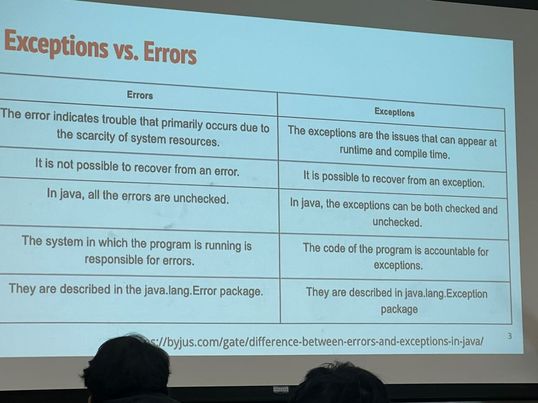 Exceptions vs. Errors
Errors
Exceptions
The error indicates trouble that primarily occurs due to
the scarcity of system resources.
The exceptions are the issues that can appear at
runtime and compile time.
It is not possible to recover from an error.
It is possible to recover from an exception.
In java, all the errors are unchecked.
In java, the exceptions can be both checked and
unchecked.
The system in which the program is running is
responsible for errors.
The code of the program is accountable for
exceptions.
They are described in the java.lang.Error package.
They are described in java.lang.Exception
package
://byjus.com/gate/difference-between-errors-and-exceptions-in-java/
3